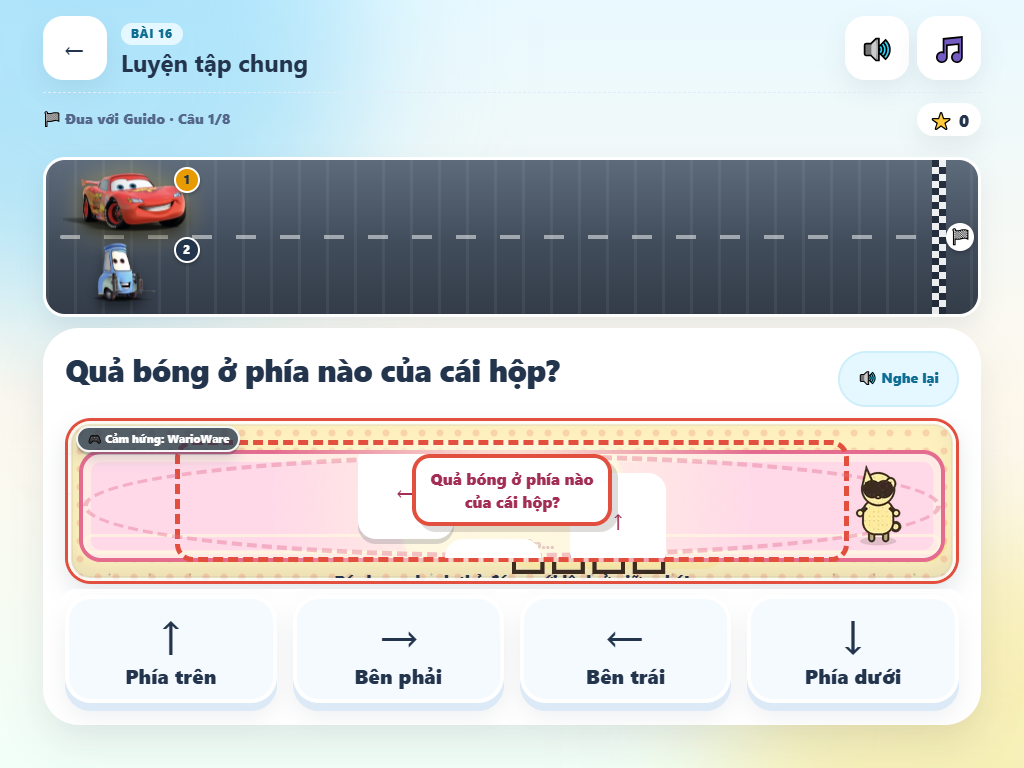 ←
BÀI 16
Luyện tập chung
Đua với Guido · Câu 1/8
0
1
2
Quả bóng ở phía nào của cái hộp?
Nghe lại
Cảm hứng: WarioWare
←
Quả bóng ở phía nào
của cái hộp?
↑
↑
→
←
↓
Phía trên
Bên phải
Bên trái
Phía dưới